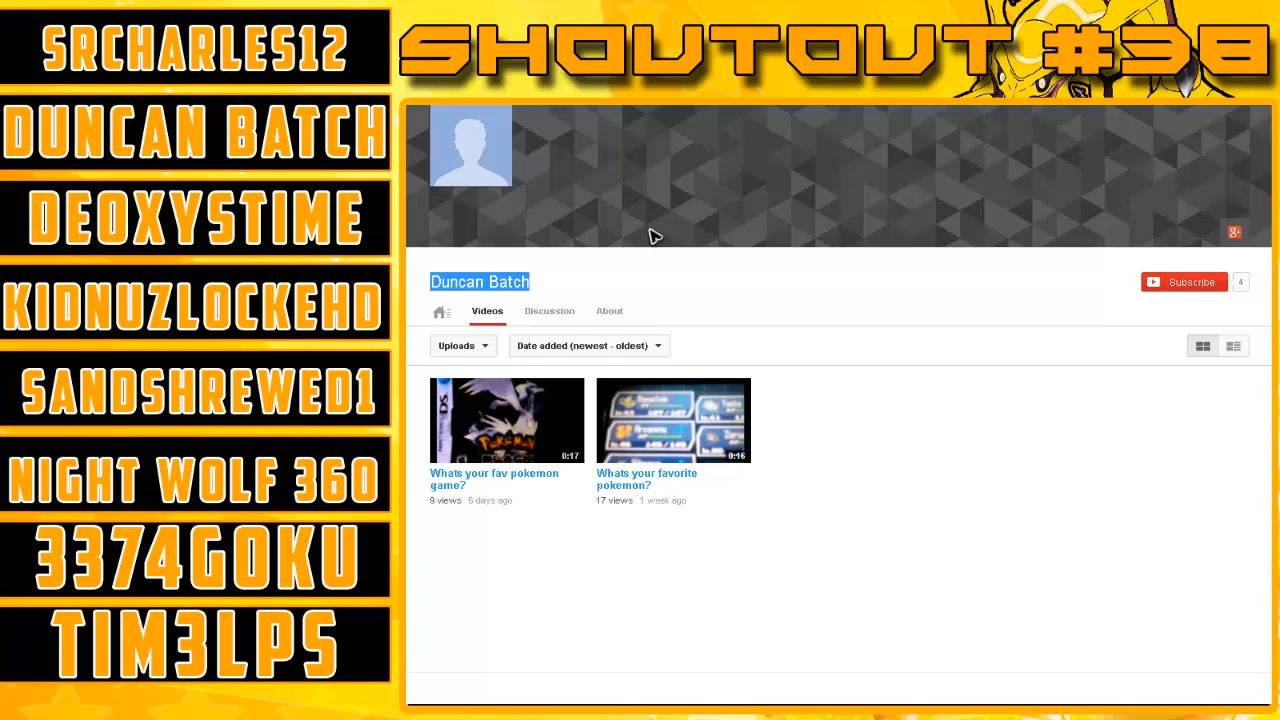 SRCHARLES12
DUNCAN BATCH
DEOXYSTIME
KIDNUZLOCKEHD
SANDSHREWED1
NIGHT WOLF 360
3374GOKU
TIM3LPS
SHOUTOUT #38
g+
Duncan Batch
Subscribe 4
Videos Discussion About
Uploads Date added (newest - oldest)
0:17
0:16
Whats your fav pokemon game?
9 views 6 days ago
Whats your favorite pokemon?
17 views 1 week ago